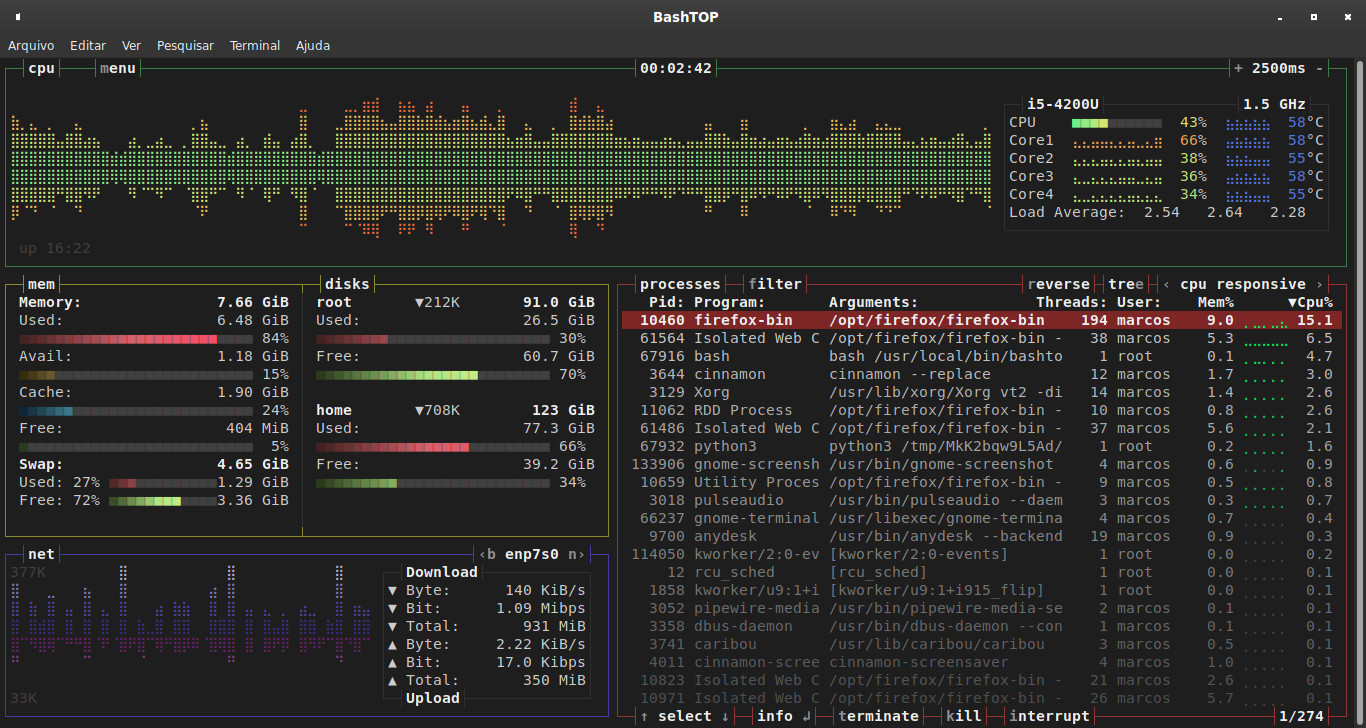 BashTOP
Arquivo Editar Ver Pesquisar Terminal Ajuda
cpu menu 00:02:42 + 2500ms -
i5-4200U 1.5 GHz
CPU 43% 58°C
Core1 66% 58°C
Core2 38% 55°C
Core3 36% 58°C
Core4 34% 55°C
Load Average: 2.54 2.64 2.28
up 16:22
mem
Memory: 7.66 GiB
Used: 6.48 GiB
84%
Avail: 1.18 GiB
15%
Cache: 1.90 GiB
24%
Free: 404 MiB
5%
Swap: 4.65 GiB
Used: 27% 1.29 GiB
Free: 72% 3.36 GiB
disks
root ▼212K 91.0 GiB
Used: 26.5 GiB
30%
Free: 60.7 GiB
70%
home ▼708K 123 GiB
Used: 77.3 GiB
66%
Free: 39.2 GiB
34%
net ‹b enp7s0 n›
377K
33K
Download
▼ Byte: 140 KiB/s
▼ Bit: 1.09 Mibps
▼ Total: 931 MiB
▲ Byte: 2.22 KiB/s
▲ Bit: 17.0 Kibps
▲ Total: 350 MiB
Upload
processes filter reverse tree ‹ cpu responsive ›
Pid: Program: Arguments: Threads: User: Mem% ▼Cpu%
10460 firefox-bin /opt/firefox/firefox-bin 194 marcos 9.0 15.1
61564 Isolated Web C /opt/firefox/firefox-bin - 38 marcos 5.3 6.5
67916 bash bash /usr/local/bin/bashto 1 root 0.1 4.7
3644 cinnamon cinnamon --replace 12 marcos 1.7 3.0
3129 Xorg /usr/lib/xorg/Xorg vt2 -di 14 marcos 1.4 2.6
11062 RDD Process /opt/firefox/firefox-bin - 10 marcos 0.8 2.6
61486 Isolated Web C /opt/firefox/firefox-bin - 37 marcos 5.6 2.1
67932 python3 python3 /tmp/MkK2bqw9L5Ad/ 1 root 0.2 1.6
133906 gnome-screensh /usr/bin/gnome-screenshot 4 marcos 0.6 0.9
10659 Utility Proces /opt/firefox/firefox-bin - 9 marcos 0.5 0.8
3018 pulseaudio /usr/bin/pulseaudio --daem 3 marcos 0.3 0.7
66237 gnome-terminal /usr/libexec/gnome-termina 4 marcos 0.7 0.4
9700 anydesk /usr/bin/anydesk --backend 19 marcos 0.9 0.3
114050 kworker/2:0-ev [kworker/2:0-events] 1 root 0.0 0.2
12 rcu_sched [rcu_sched] 1 root 0.0 0.1
1858 kworker/u9:1+i [kworker/u9:1+i915_flip] 1 root 0.0 0.1
3052 pipewire-media /usr/bin/pipewire-media-se 2 marcos 0.1 0.1
3358 dbus-daemon /usr/bin/dbus-daemon --con 1 marcos 0.1 0.1
3741 caribou /usr/lib/caribou/caribou 3 marcos 0.5 0.1
4011 cinnamon-scree cinnamon-screensaver 4 marcos 1.0 0.1
10823 Isolated Web C /opt/firefox/firefox-bin - 21 marcos 2.6 0.1
10971 Isolated Web C /opt/firefox/firefox-bin - 26 marcos 5.7 0.1
↑ select ↓ info ↲ terminate kill interrupt 1/274